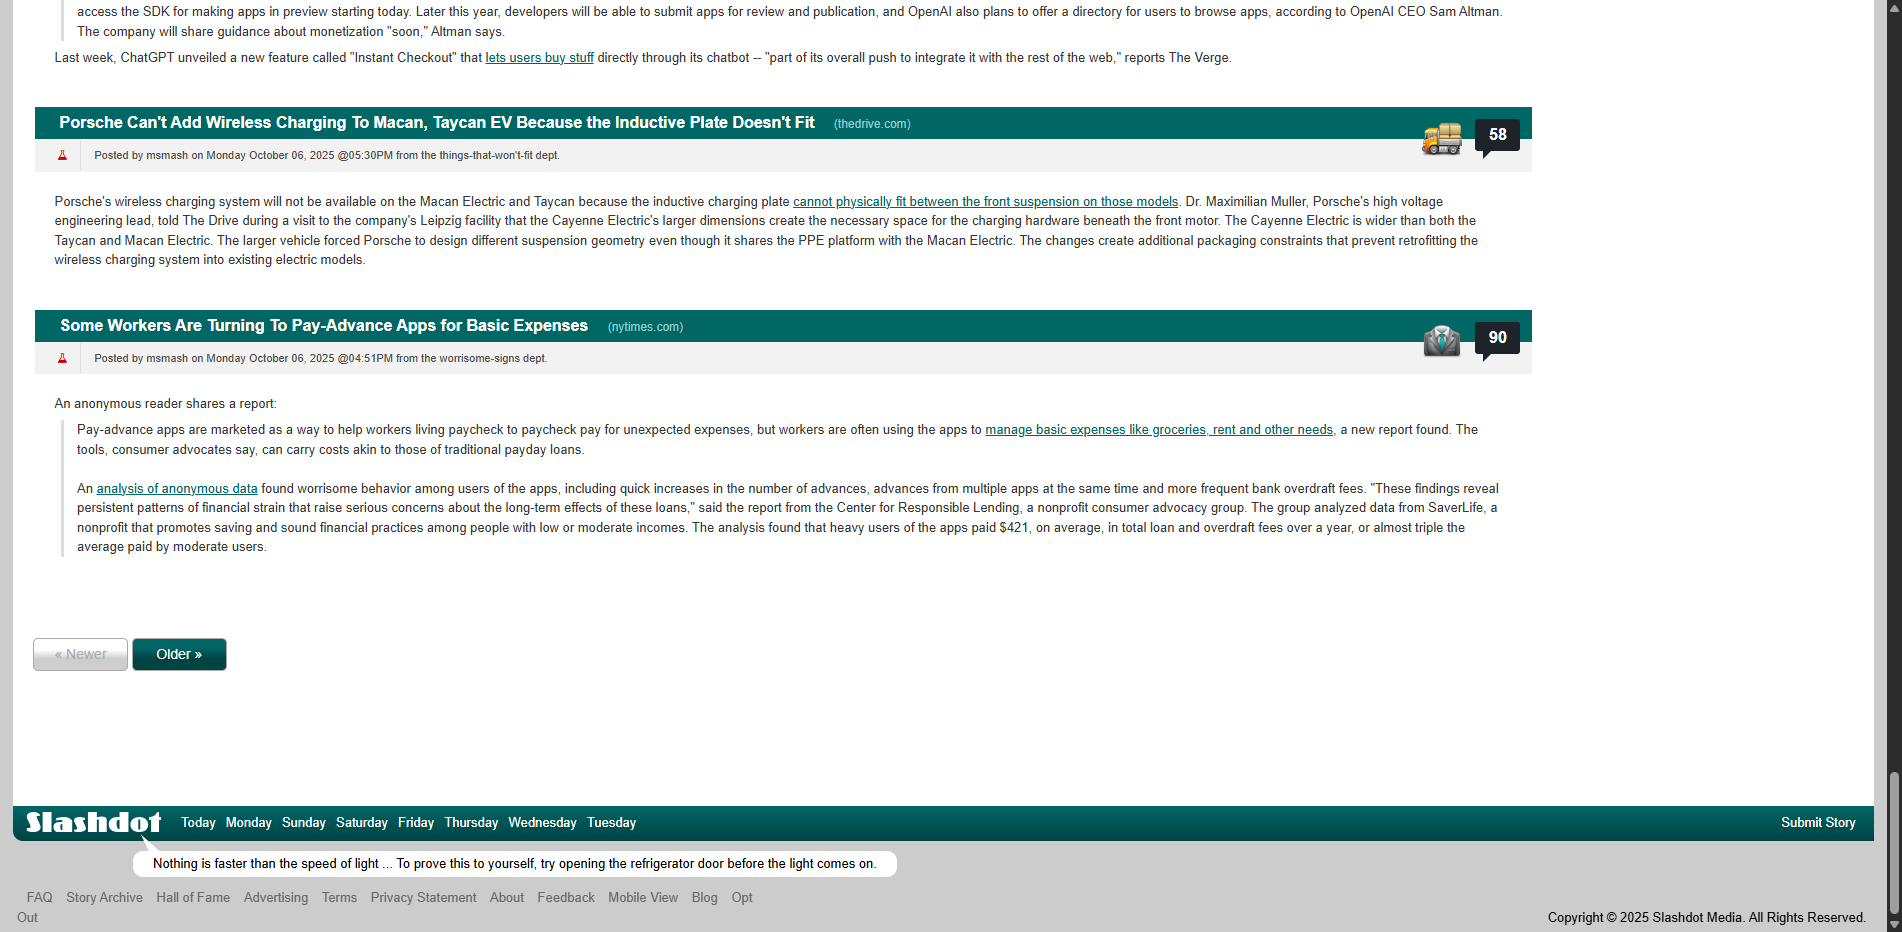 access the SDK for making apps in preview starting today. Later this year, developers will be able to submit apps for review and publication, and OpenAI also plans to offer a directory for users to browse apps, according to OpenAI CEO Sam Altman.
The company will share guidance about monetization "soon," Altman says.
Last week, ChatGPT unveiled a new feature called "Instant Checkout" that lets users buy stuff directly through its chatbot -- "part of its overall push to integrate it with the rest of the web," reports The Verge.
Porsche Can't Add Wireless Charging To Macan, Taycan EV Because the Inductive Plate Doesn't Fit (thedrive.com)
58
Posted by msmash on Monday October 06, 2025 @05:30PM from the things-that-won't-fit dept.
Porsche's wireless charging system will not be available on the Macan Electric and Taycan because the inductive charging plate cannot physically fit between the front suspension on those models. Dr. Maximilian Muller, Porsche's high voltage
engineering lead, told The Drive during a visit to the company's Leipzig facility that the Cayenne Electric's larger dimensions create the necessary space for the charging hardware beneath the front motor. The Cayenne Electric is wider than both the
Taycan and Macan Electric. The larger vehicle forced Porsche to design different suspension geometry even though it shares the PPE platform with the Macan Electric. The changes create additional packaging constraints that prevent retrofitting the
wireless charging system into existing electric models.
Some Workers Are Turning To Pay-Advance Apps for Basic Expenses (nytimes.com)
90
Posted by msmash on Monday October 06, 2025 @04:51PM from the worrisome-signs dept.
An anonymous reader shares a report:
Pay-advance apps are marketed as a way to help workers living paycheck to paycheck pay for unexpected expenses, but workers are often using the apps to manage basic expenses like groceries, rent and other needs, a new report found. The
tools, consumer advocates say, can carry costs akin to those of traditional payday loans.
An analysis of anonymous data found worrisome behavior among users of the apps, including quick increases in the number of advances, advances from multiple apps at the same time and more frequent bank overdraft fees. "These findings reveal
persistent patterns of financial strain that raise serious concerns about the long-term effects of these loans," said the report from the Center for Responsible Lending, a nonprofit consumer advocacy group. The group analyzed data from SaverLife, a
nonprofit that promotes saving and sound financial practices among people with low or moderate incomes. The analysis found that heavy users of the apps paid $421, on average, in total loan and overdraft fees over a year, or almost triple the
average paid by moderate users.
« Newer Older »
Slashdot Today Monday Sunday Saturday Friday Thursday Wednesday Tuesday Submit Story
Nothing is faster than the speed of light ... To prove this to yourself, try opening the refrigerator door before the light comes on.
FAQ Story Archive Hall of Fame Advertising Terms Privacy Statement About Feedback Mobile View Blog Opt
Out
Copyright © 2025 Slashdot Media. All Rights Reserved.